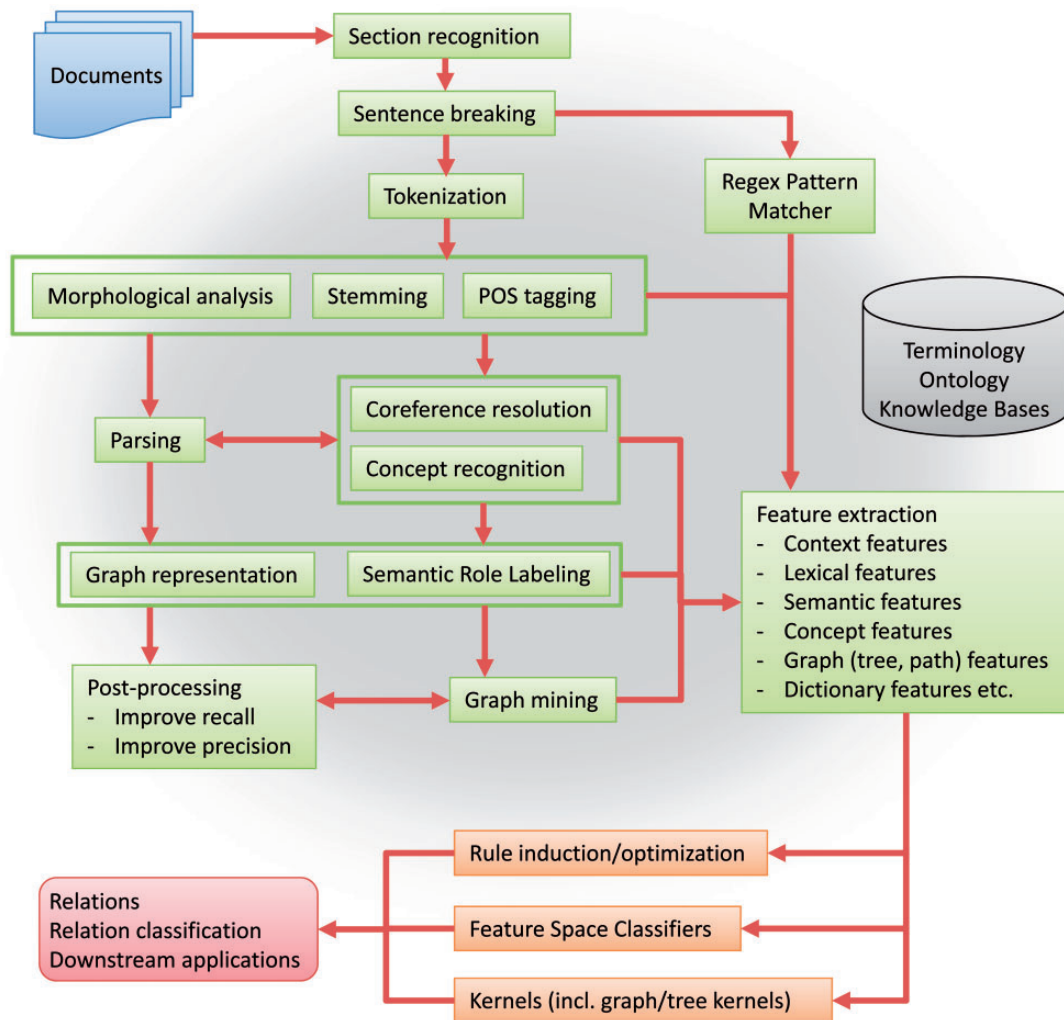 Documents
Section recognition
Sentence breaking
Tokenization
Regex Pattern
Matcher
Morphological analysis
Stemming
POS tagging
Terminology
Ontology
Knowledge Bases
Coreference resolution
Parsing
Concept recognition
Graph representation
Semantic Role Labeling
Feature extraction
- Context features
- Lexical features
- Semantic features
- Concept features
- Graph (tree, path) features
- Dictionary features etc.
Post-processing
- Improve recall
- Improve precision
Graph mining
Rule induction/optimization
Feature Space Classifiers
Kernels (incl. graph/tree kernels)
Relations
Relation classification
Downstream applications